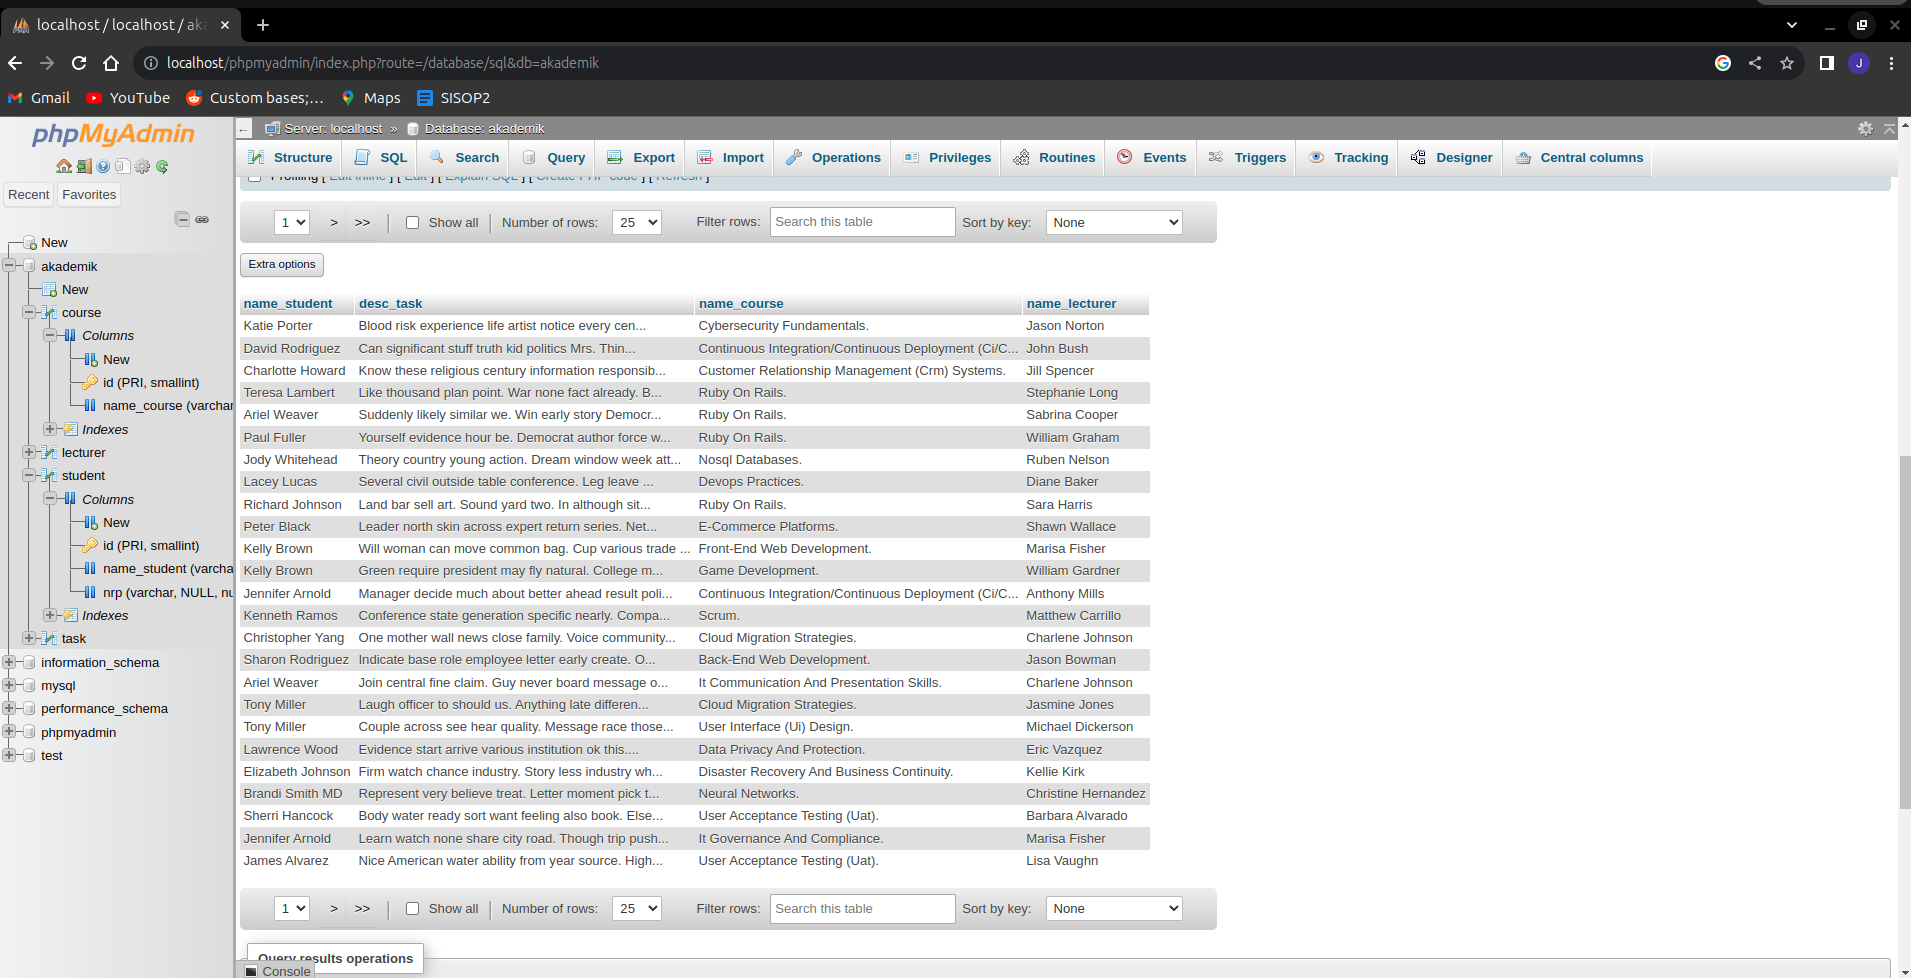 localhost / localhost / aka
localhost/phpmyadmin/index.php?route=/database/sql&db=akademik
J
Gmail
YouTube
Custom bases;...
Maps
SISOP2
phpMyAdmin
Recent
Favorites
New
akademik
New
course
Columns
New
id (PRI, smallint)
name_course (varchar
Indexes
lecturer
student
Columns
New
id (PRI, smallint)
name_student (varcha
nrp (varchar, NULL, nu
Indexes
task
information_schema
mysql
performance_schema
phpmyadmin
test
Server: localhost » Database: akademik
Structure SQL Search Query Export Import Operations Privileges Routines Events Triggers Tracking Designer Central columns
Profiling [ Edit inline ] [ Edit ] [ Explain SQL ] [ Create PHP code ] [ Refresh ]
1 > >> | Show all | Number of rows: 25 Filter rows: Search this table Sort by key: None
Extra options
name_student desc_task name_course name_lecturer
Katie Porter Blood risk experience life artist notice every cen... Cybersecurity Fundamentals. Jason Norton
David Rodriguez Can significant stuff truth kid politics Mrs. Thin... Continuous Integration/Continuous Deployment (Ci/C... John Bush
Charlotte Howard Know these religious century information responsib... Customer Relationship Management (Crm) Systems. Jill Spencer
Teresa Lambert Like thousand plan point. War none fact already. B... Ruby On Rails. Stephanie Long
Ariel Weaver Suddenly likely similar we. Win early story Democr... Ruby On Rails. Sabrina Cooper
Paul Fuller Yourself evidence hour be. Democrat author force w... Ruby On Rails. William Graham
Jody Whitehead Theory country young action. Dream window week att... Nosql Databases. Ruben Nelson
Lacey Lucas Several civil outside table conference. Leg leave ... Devops Practices. Diane Baker
Richard Johnson Land bar sell art. Sound yard two. In although sit... Ruby On Rails. Sara Harris
Peter Black Leader north skin across expert return series. Net... E-Commerce Platforms. Shawn Wallace
Kelly Brown Will woman can move common bag. Cup various trade ... Front-End Web Development. Marisa Fisher
Kelly Brown Green require president may fly natural. College m... Game Development. William Gardner
Jennifer Arnold Manager decide much about better ahead result poli... Continuous Integration/Continuous Deployment (Ci/C... Anthony Mills
Kenneth Ramos Conference state generation specific nearly. Compa... Scrum. Matthew Carrillo
Christopher Yang One mother wall news close family. Voice community... Cloud Migration Strategies. Charlene Johnson
Sharon Rodriguez Indicate base role employee letter early create. O... Back-End Web Development. Jason Bowman
Ariel Weaver Join central fine claim. Guy never board message o... It Communication And Presentation Skills. Charlene Johnson
Tony Miller Laugh officer to should us. Anything late differen... Cloud Migration Strategies. Jasmine Jones
Tony Miller Couple across see hear quality. Message race those... User Interface (Ui) Design. Michael Dickerson
Lawrence Wood Evidence start arrive various institution ok this.... Data Privacy And Protection. Eric Vazquez
Elizabeth Johnson Firm watch chance industry. Story less industry wh... Disaster Recovery And Business Continuity. Kellie Kirk
Brandi Smith MD Represent very believe treat. Letter moment pick t... Neural Networks. Christine Hernandez
Sherri Hancock Body water ready sort want feeling also book. Else... User Acceptance Testing (Uat). Barbara Alvarado
Jennifer Arnold Learn watch none share city road. Though trip push... It Governance And Compliance. Marisa Fisher
James Alvarez Nice American water ability from year source. High... User Acceptance Testing (Uat). Lisa Vaughn
1 > >> | Show all | Number of rows: 25 Filter rows: Search this table Sort by key: None
Query results operations
Console